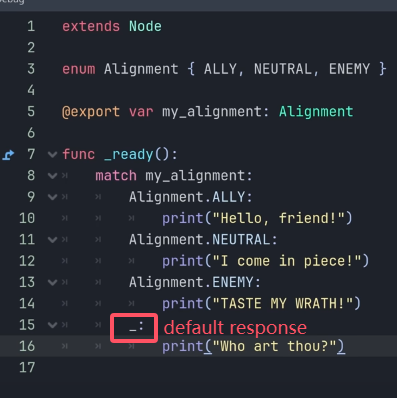 1 extends Node
2
3 enum Alignment { ALLY, NEUTRAL, ENEMY }
4
5 @export var my_alignment: Alignment
6
7 func _ready():
8 match my_alignment:
9 Alignment.ALLY:
10 print("Hello, friend!")
11 Alignment.NEUTRAL:
12 print("I come in piece!")
13 Alignment.ENEMY:
14 print("TASTE MY WRATH!")
15 _: default response
16 print("Who art thou?")
17